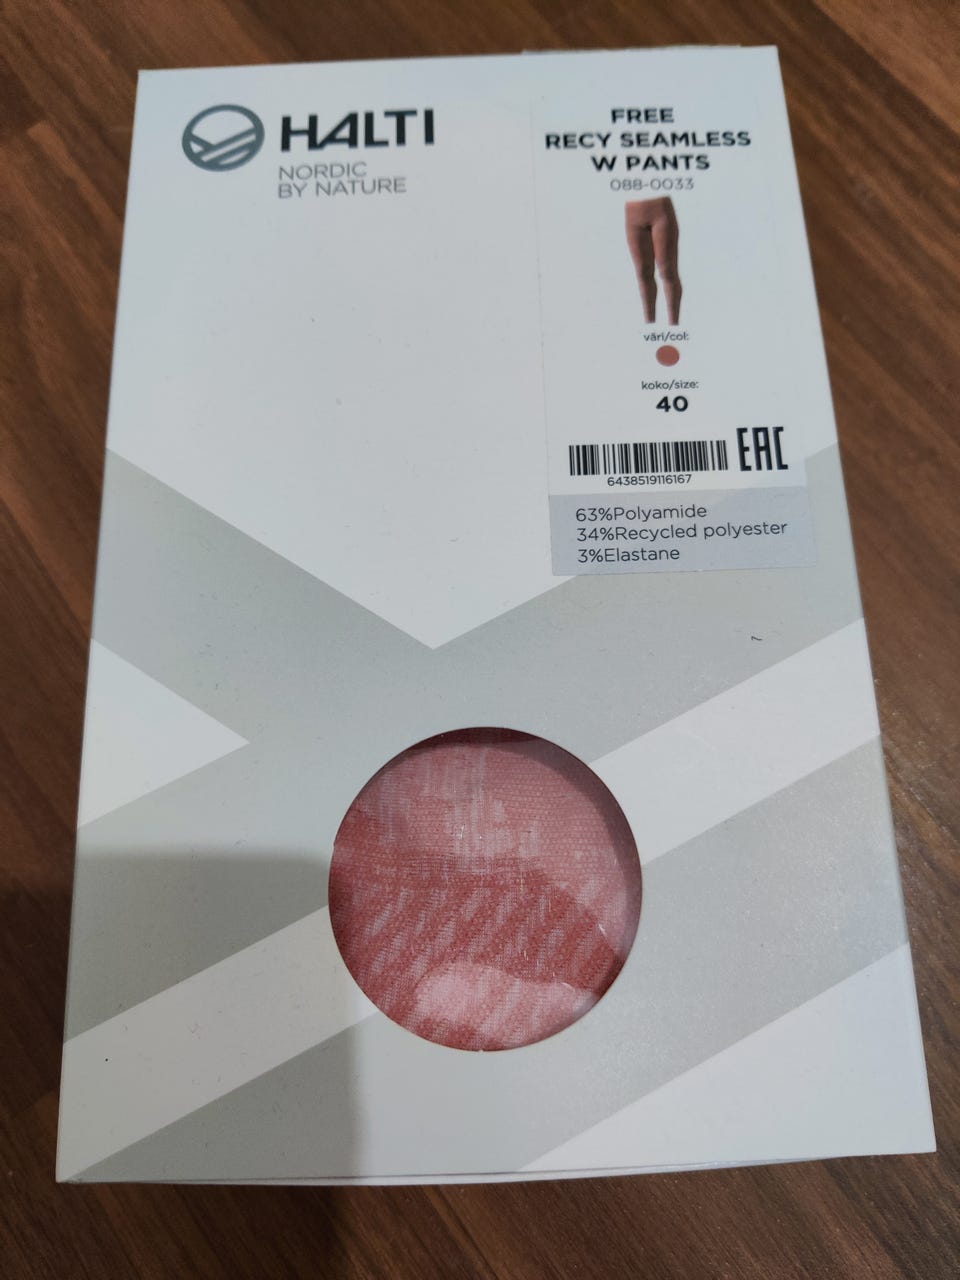 HALTI
NORDIC
BY NATURE
FREE
RECY SEAMLESS
W PANTS
088-0033
väri/col:
koko/size:
40
EAC
6438519116167
63%Polyamide
34%Recycled polyester
3%Elastane